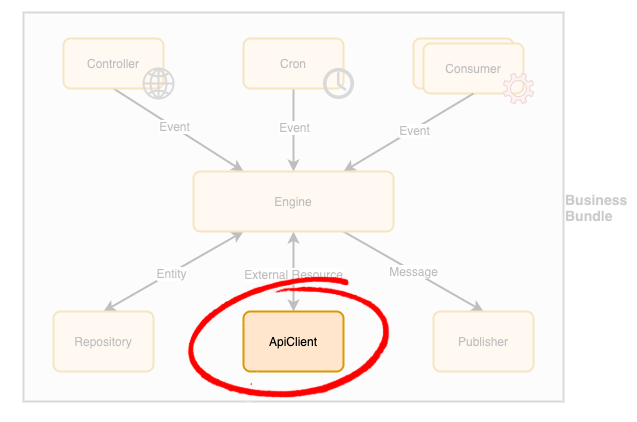 Controller
Cron
Consumer
Event
Event
Event
Engine
Business
Bundle
Entity
External Resource
Message
Repository
ApiClient
Publisher